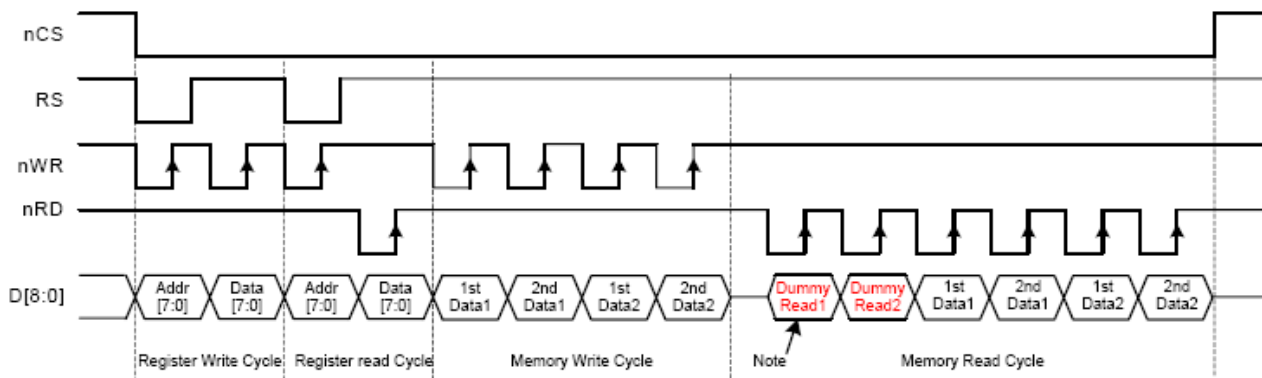 nCS
RS
nWR
nRD
D[8:0]
Addr
[7:0]
Data
[7:0]
Addr
[7:0]
Data
[7:0]
1st
Data1
2nd
Data1
1st
Data2
2nd
Data2
Dummy
Read1
Dummy
Read2
1st
Data1
2nd
Data1
1st
Data2
2nd
Data2
Register Write Cycle
Register read Cycle
Memory Write Cycle
Note
Memory Read Cycle